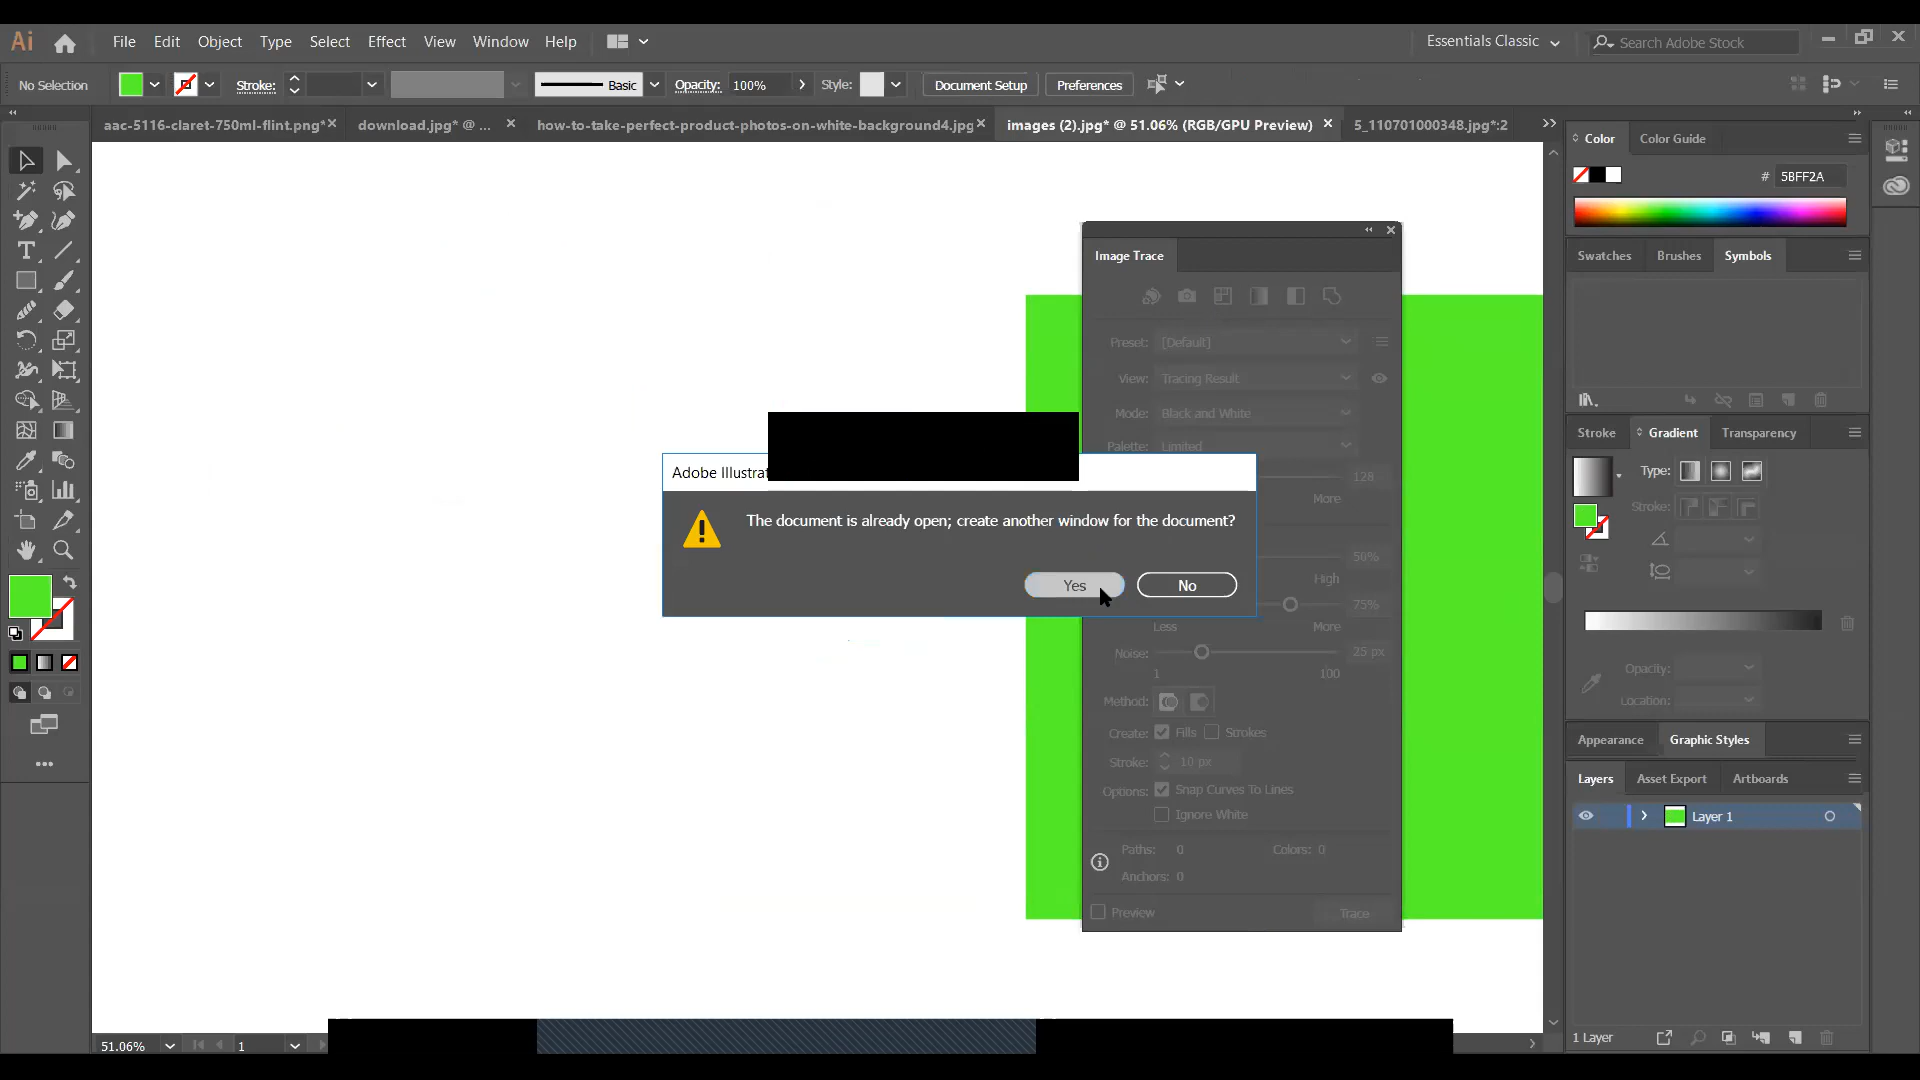 Ai File Edit Object Type Select Effect View Window Help Essentials Classic Search Adobe Stock
No Selection Stroke: Basic Opacity: 100% Style: Document Setup Preferences
aac-5116-claret-750ml-flint.png* download.jpg* @ ... how-to-take-perfect-product-photos-on-white-background4.jpg images (2).jpg* @ 51.06% (RGB/GPU Preview) 5_110701000348.jpg*:2
Color Color Guide
# 5BFF2A
Swatches Brushes Symbols
Stroke Gradient Transparency
Type:
Stroke:
Opacity:
Location:
Appearance Graphic Styles
Layers Asset Export Artboards
Layer 1
1 Layer
Image Trace
Preset: [Default]
View: Tracing Result
Mode: Black and White
Palette: Limited
128
More
50%
High
75%
Less More
Noise: 25 px
1 100
Method:
Create: Fills Strokes
Stroke: 10 px
Options: Snap Curves To Lines
Ignore White
Paths: 0 Colors: 0
Anchors: 0
Preview Trace
Adobe Illustrat
The document is already open; create another window for the document?
Yes No
51.06% 1